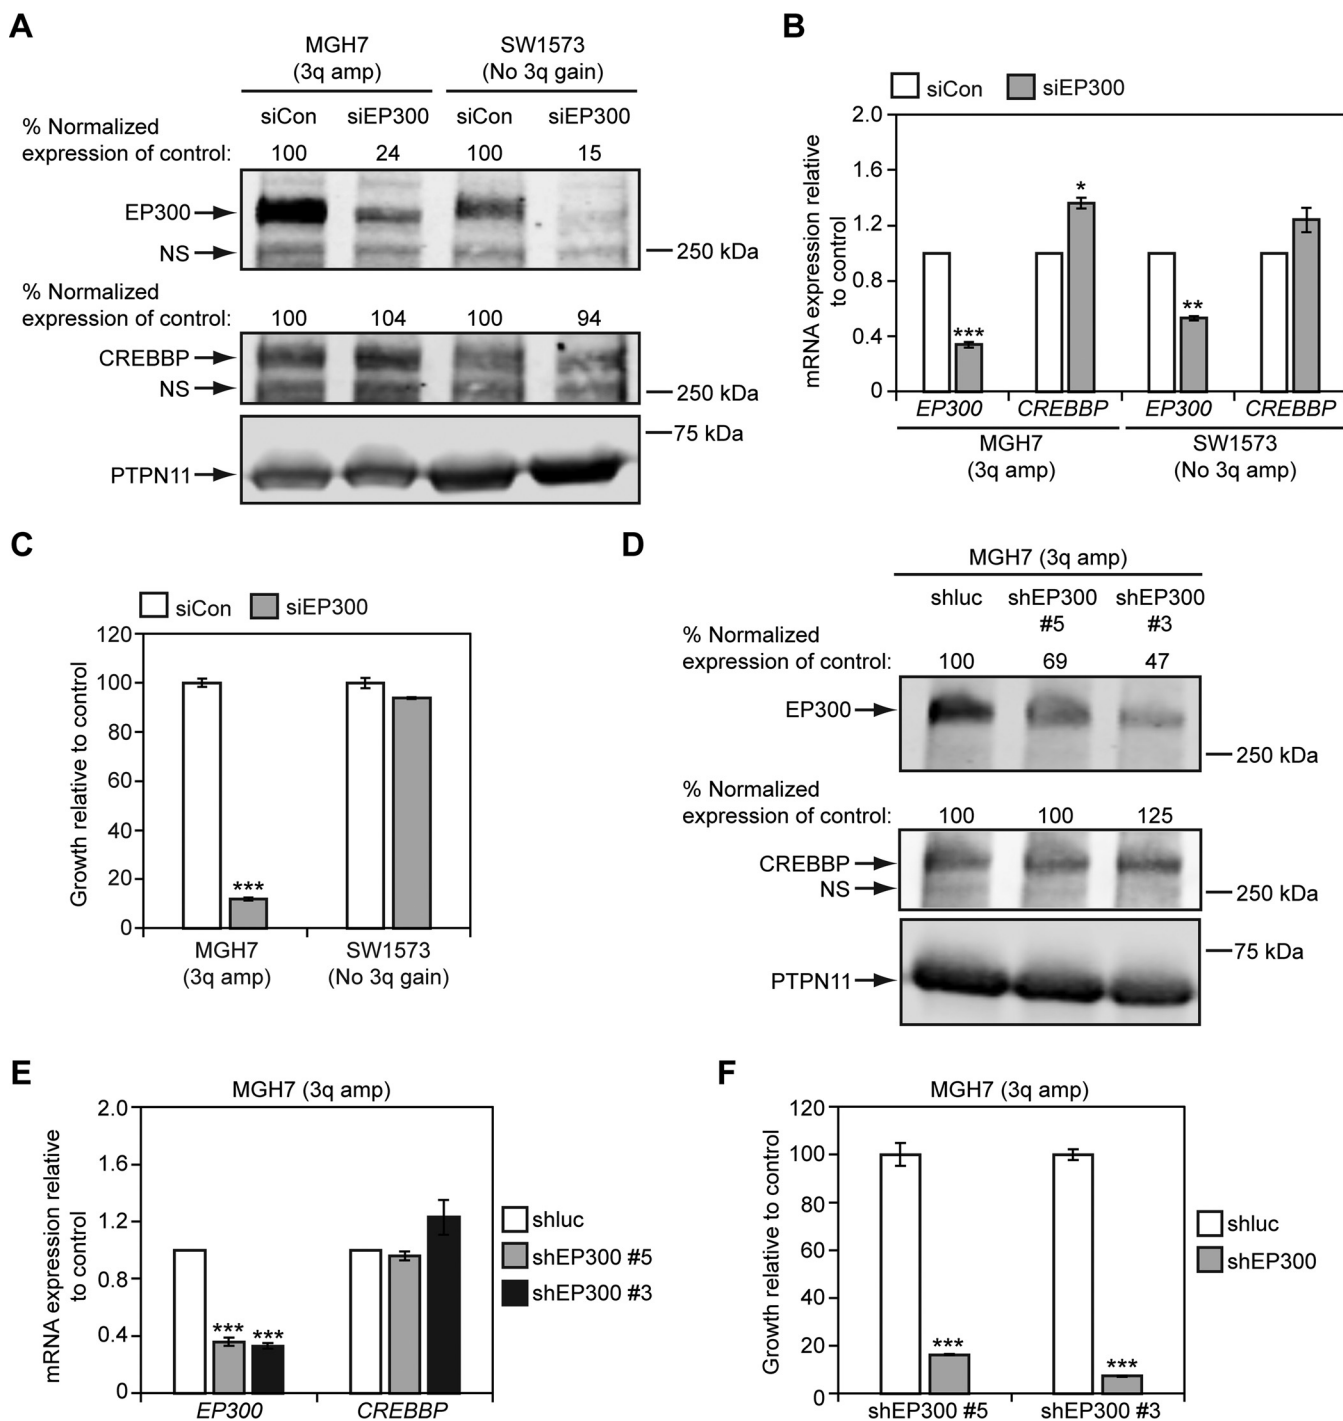 A
MGH7
(3q amp)
SW1573
(No 3q gain)
siCon
siEP300
siCon
siEP300
% Normalized
expression of control:
100
24
100
15
EP300
NS
250 kDa
% Normalized
expression of control:
100
104
100
94
CREBBP
NS
250 kDa
75 kDa
PTPN11
B
siCon
siEP300
mRNA expression relative
to control
2.0
1.6
1.2
0.8
0.4
0
***
*
**
EP300
CREBBP
EP300
CREBBP
MGH7
(3q amp)
SW1573
(No 3q amp)
C
siCon
siEP300
Growth relative to control
120
100
80
60
40
20
0
***
MGH7
(3q amp)
SW1573
(No 3q gain)
D
MGH7 (3q amp)
shluc
shEP300
#5
shEP300
#3
% Normalized
expression of control:
100
69
47
EP300
250 kDa
% Normalized
expression of control:
100
100
125
CREBBP
NS
250 kDa
75 kDa
PTPN11
E
MGH7 (3q amp)
mRNA expression relative
to control
2.0
1.6
1.2
0.8
0.4
0
***
***
EP300
CREBBP
shluc
shEP300 #5
shEP300 #3
F
MGH7 (3q amp)
Growth relative to control
120
100
80
60
40
20
0
***
***
shEP300 #5
shEP300 #3
shluc
shEP300